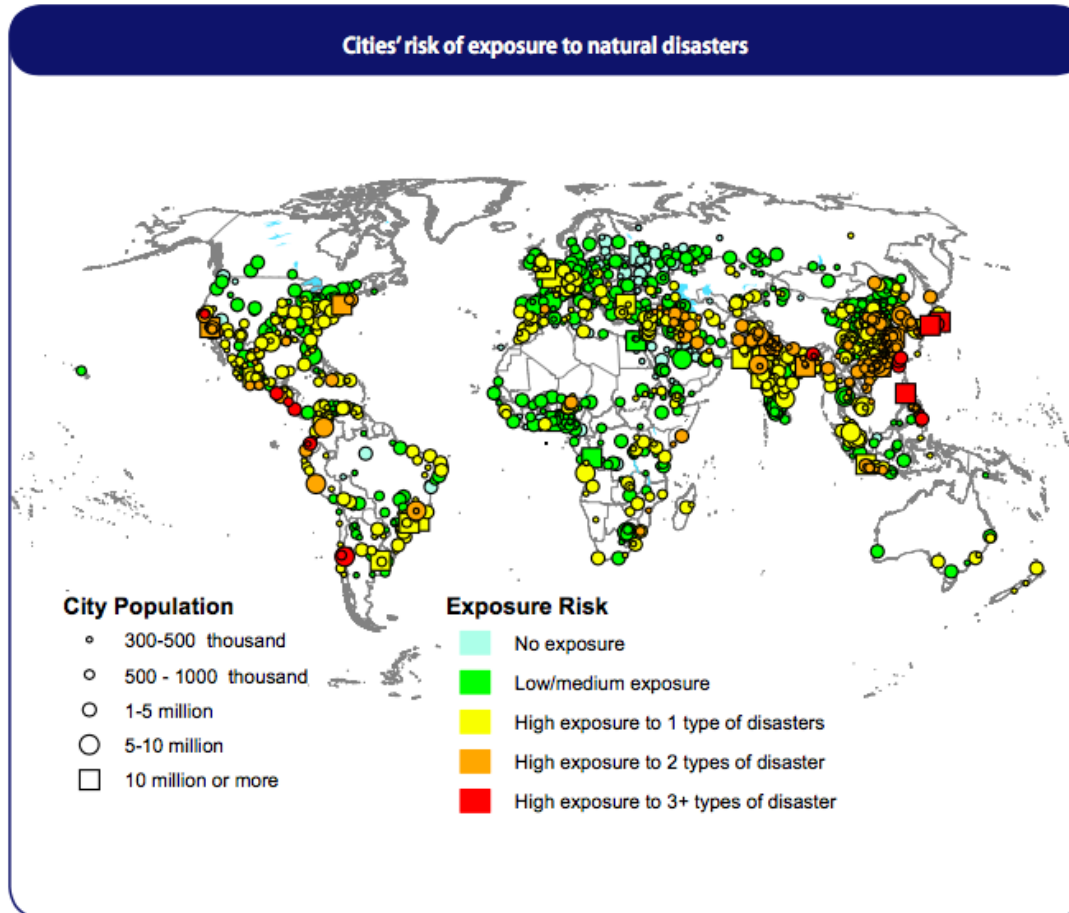 Cities' risk of exposure to natural disasters
City Population
300-500 thousand
500 - 1000 thousand
1-5 million
5-10 million
10 million or more
Exposure Risk
No exposure
Low/medium exposure
High exposure to 1 type of disasters
High exposure to 2 types of disaster
High exposure to 3+ types of disaster